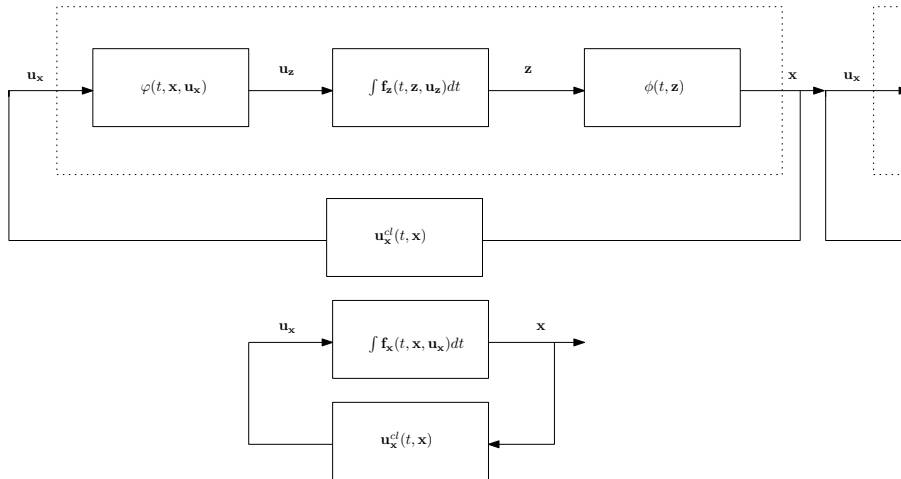 u_x u_z z x u_x
φ(t, x, u_x) ∫ f_z(t, z, u_z)dt ϕ(t, z)
u_x^{cl}(t, x)
u_x x
∫ f_x(t, x, u_x)dt
u_x^{cl}(t, x)